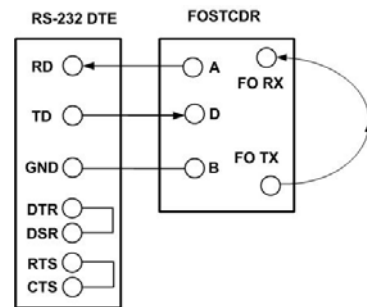 RS-232 DTE
FOSTCDR
RD
A
FO RX
TD
D
GND
B
FO TX
DTR
DSR
RTS
CTS